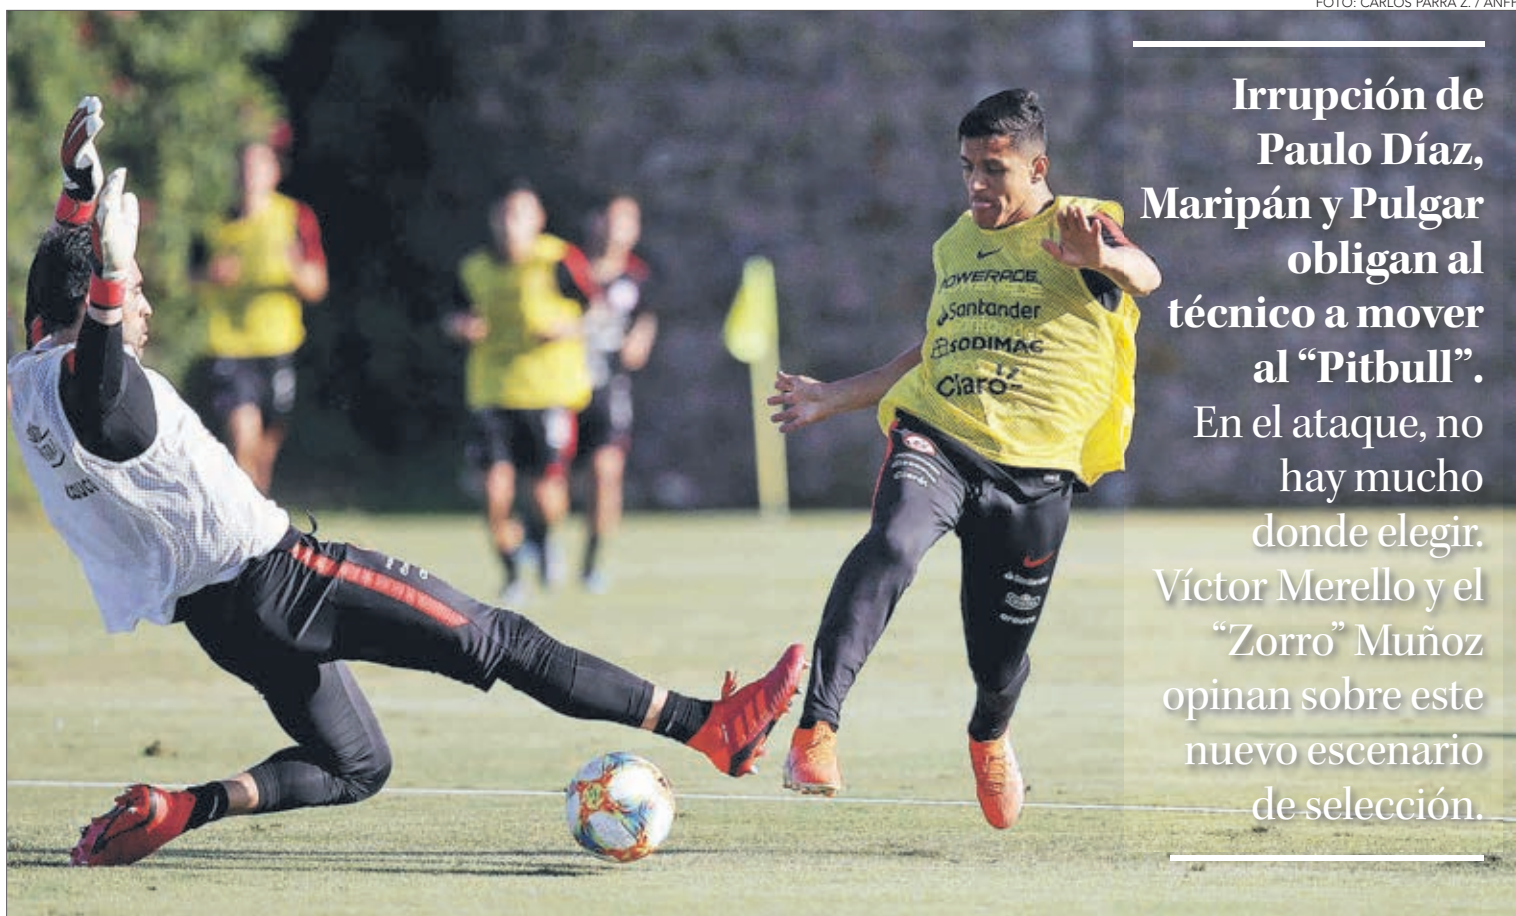 FOTO: CARLOS PARRA Z. / ANFP
Irrupción de
Paulo Díaz,
Maripán y Pulgar
obligan al
técnico a mover
al “Pitbull”.
En el ataque, no
hay mucho
donde elegir.
Víctor Merello y el
“Zorro” Muñoz
opinan sobre este
nuevo escenario
de selección.
POWERADE
Santander
SODIMAC
Claro